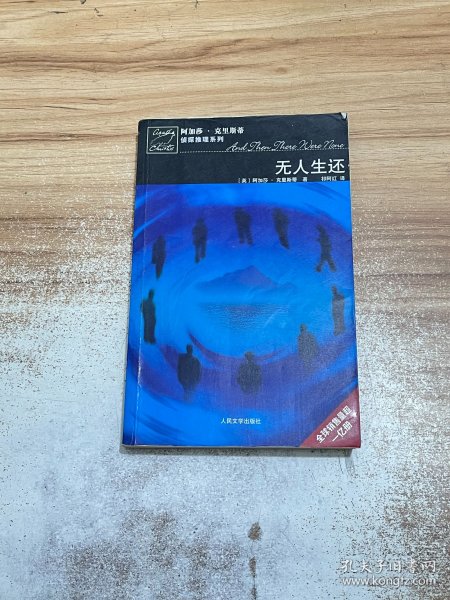 Agatha
Christie
阿加莎·克里斯蒂
侦探推理系列
And Then There Were None
无人生还
［英］阿加莎·克里斯蒂 著 祁阿红 译
人民文学出版社
全球销售量超
一亿册
孔夫子旧书网
www.kongfz.com